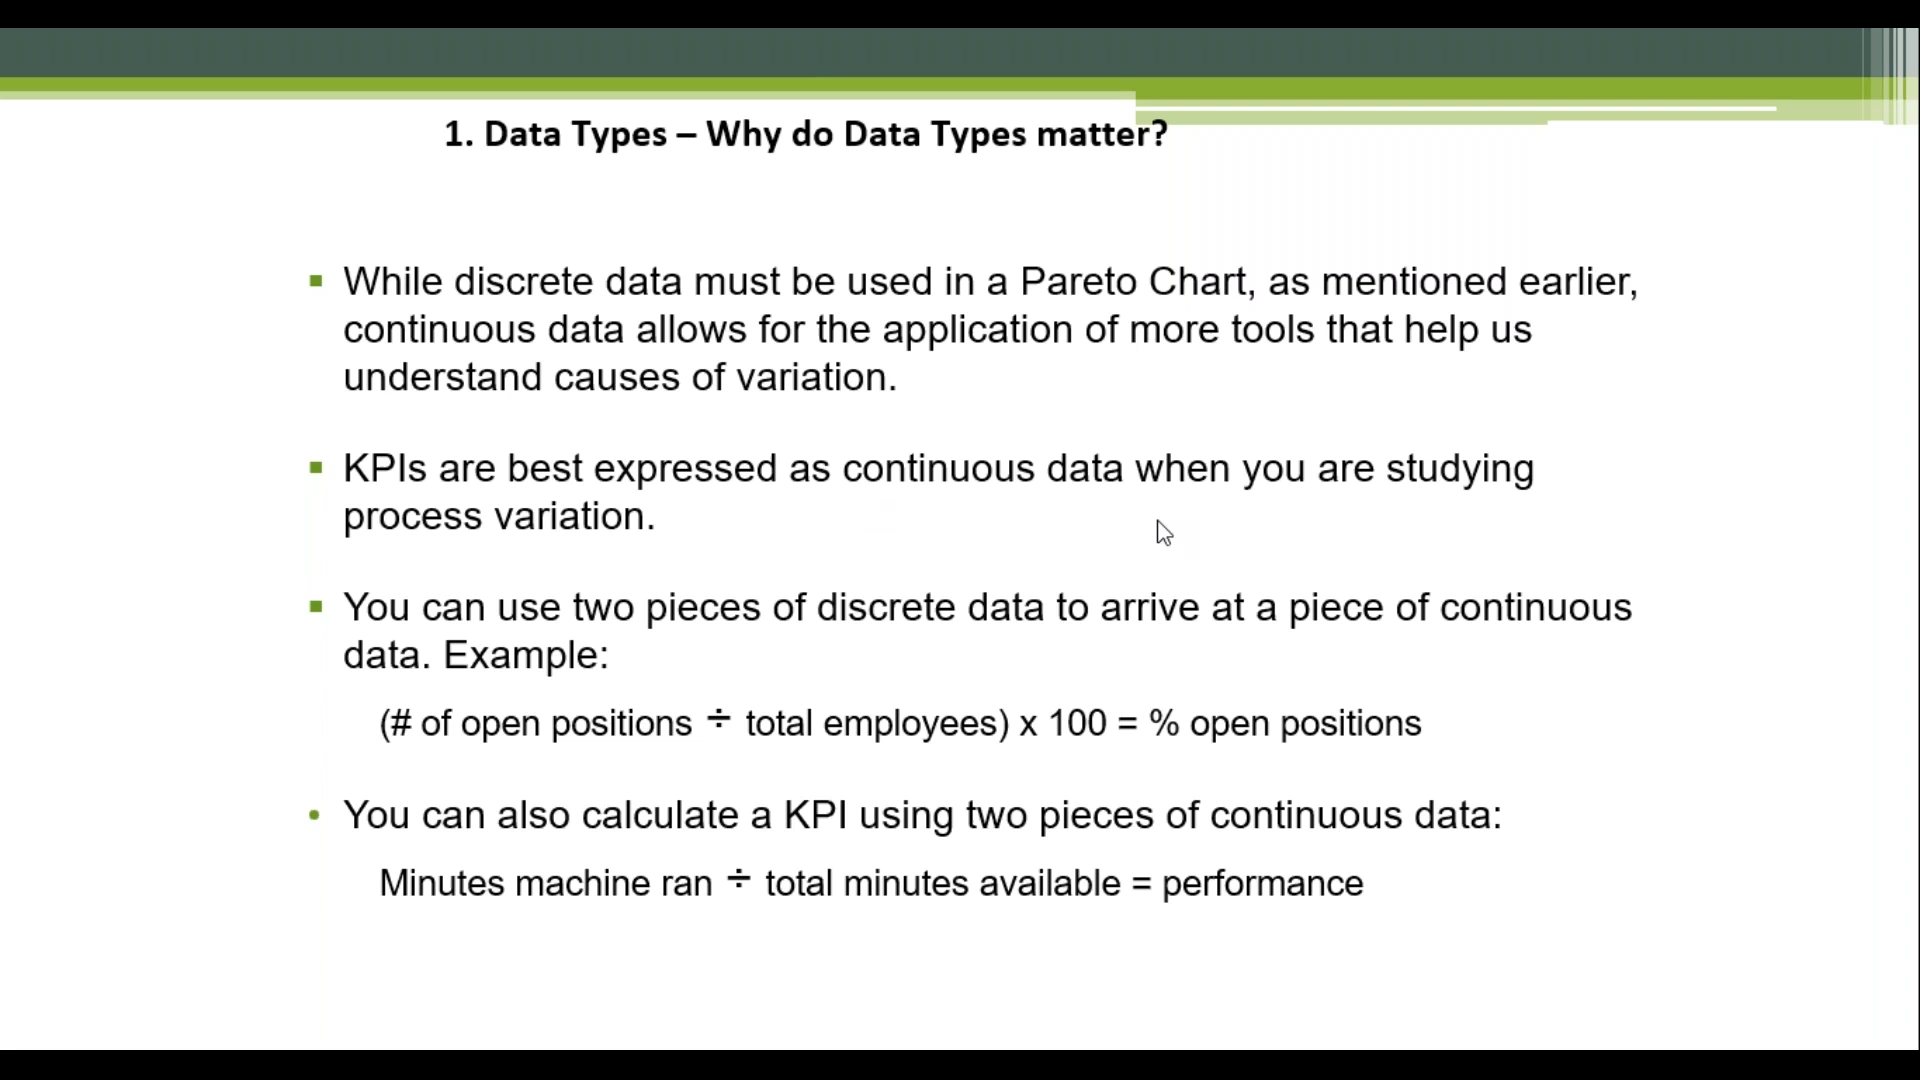 1. Data Types – Why do Data Types matter?
While discrete data must be used in a Pareto Chart, as mentioned earlier,
continuous data allows for the application of more tools that help us
understand causes of variation.
KPIs are best expressed as continuous data when you are studying
process variation.
You can use two pieces of discrete data to arrive at a piece of continuous
data. Example:
(# of open positions ÷ total employees) x 100 = % open positions
You can also calculate a KPI using two pieces of continuous data:
Minutes machine ran ÷ total minutes available = performance